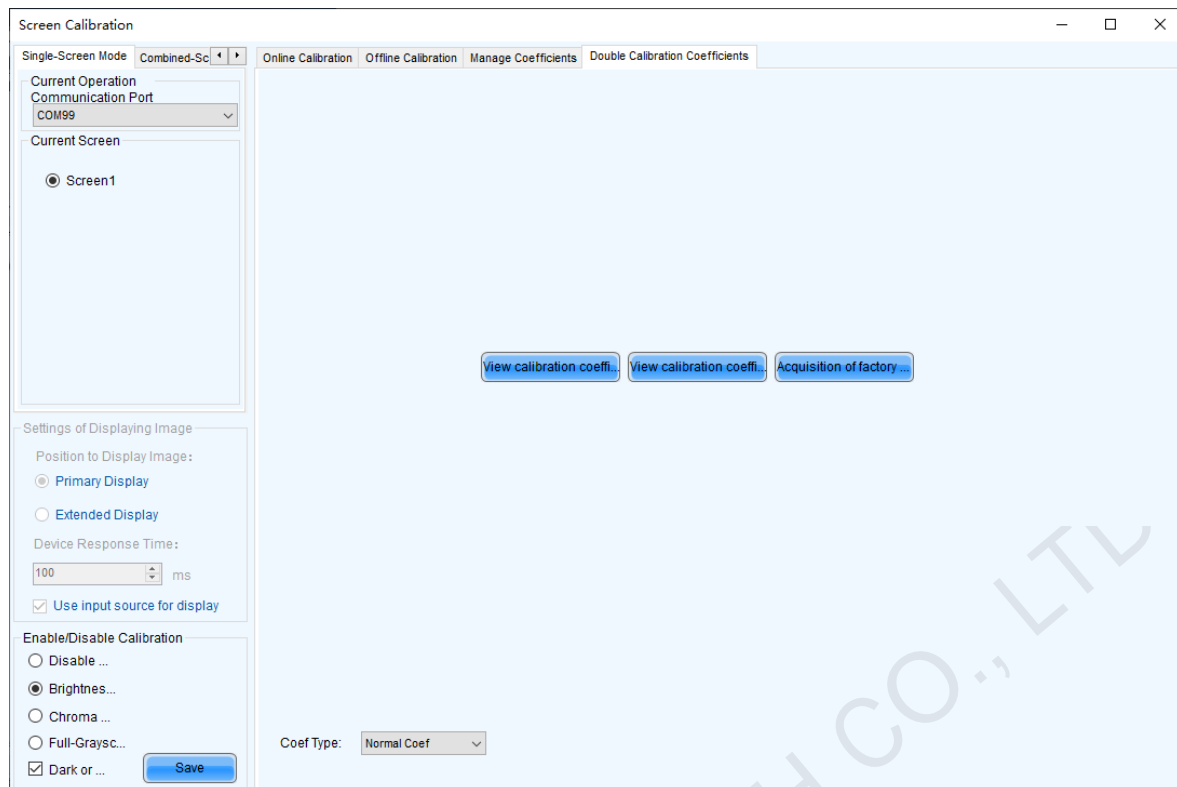 Screen Calibration
Single-Screen Mode
Combined-Sc
Online Calibration
Offline Calibration
Manage Coefficients
Double Calibration Coefficients
Current Operation
Communication Port
COM99
Current Screen
Screen1
View calibration coeffi...
View calibration coeffi...
Acquisition of factory ...
Settings of Displaying Image
Position to Display Image:
Primary Display
Extended Display
Device Response Time:
100
ms
Use input source for display
Enable/Disable Calibration
Disable ...
Brightnes...
Chroma ...
Full-Graysc...
Dark or ...
Save
Coef Type:
Normal Coef
H CO., LTD